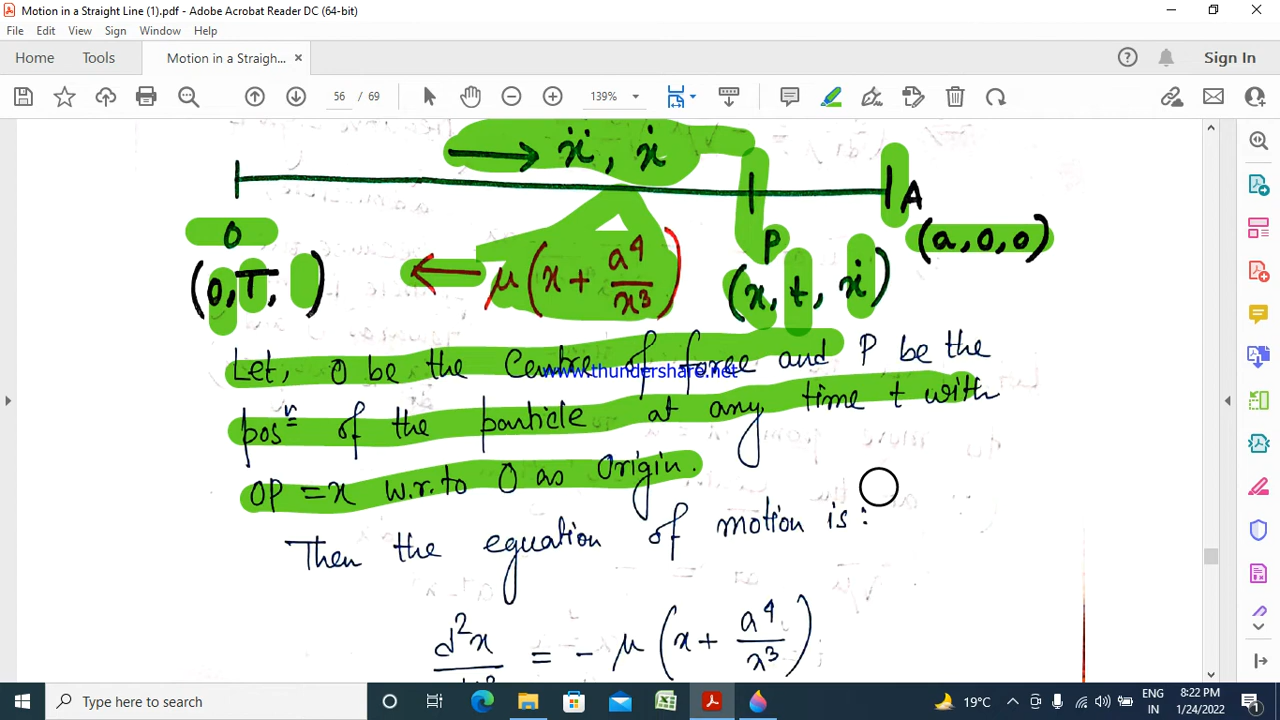 Motion in a Straight Line (1).pdf - Adobe Acrobat Reader DC (64-bit)
File Edit View Sign Window Help
Home Tools Motion in a Straigh... × Sign In
56 / 69 139%
→ ẍ, ẋ
A
O P (a, 0, 0)
(0, T, ) ← μ(x + a⁴/x³) (x, t, ẋ)
Let, O be the Centre of force and P be the
www.thundershare.net
posⁿ of the particle at any time t with
OP = x w.r.to O as Origin.
Then the equation of motion is :
d²x = - μ (x + a⁴/x³)
Type here to search
19°C ENG IN 8:22 PM 1/24/2022